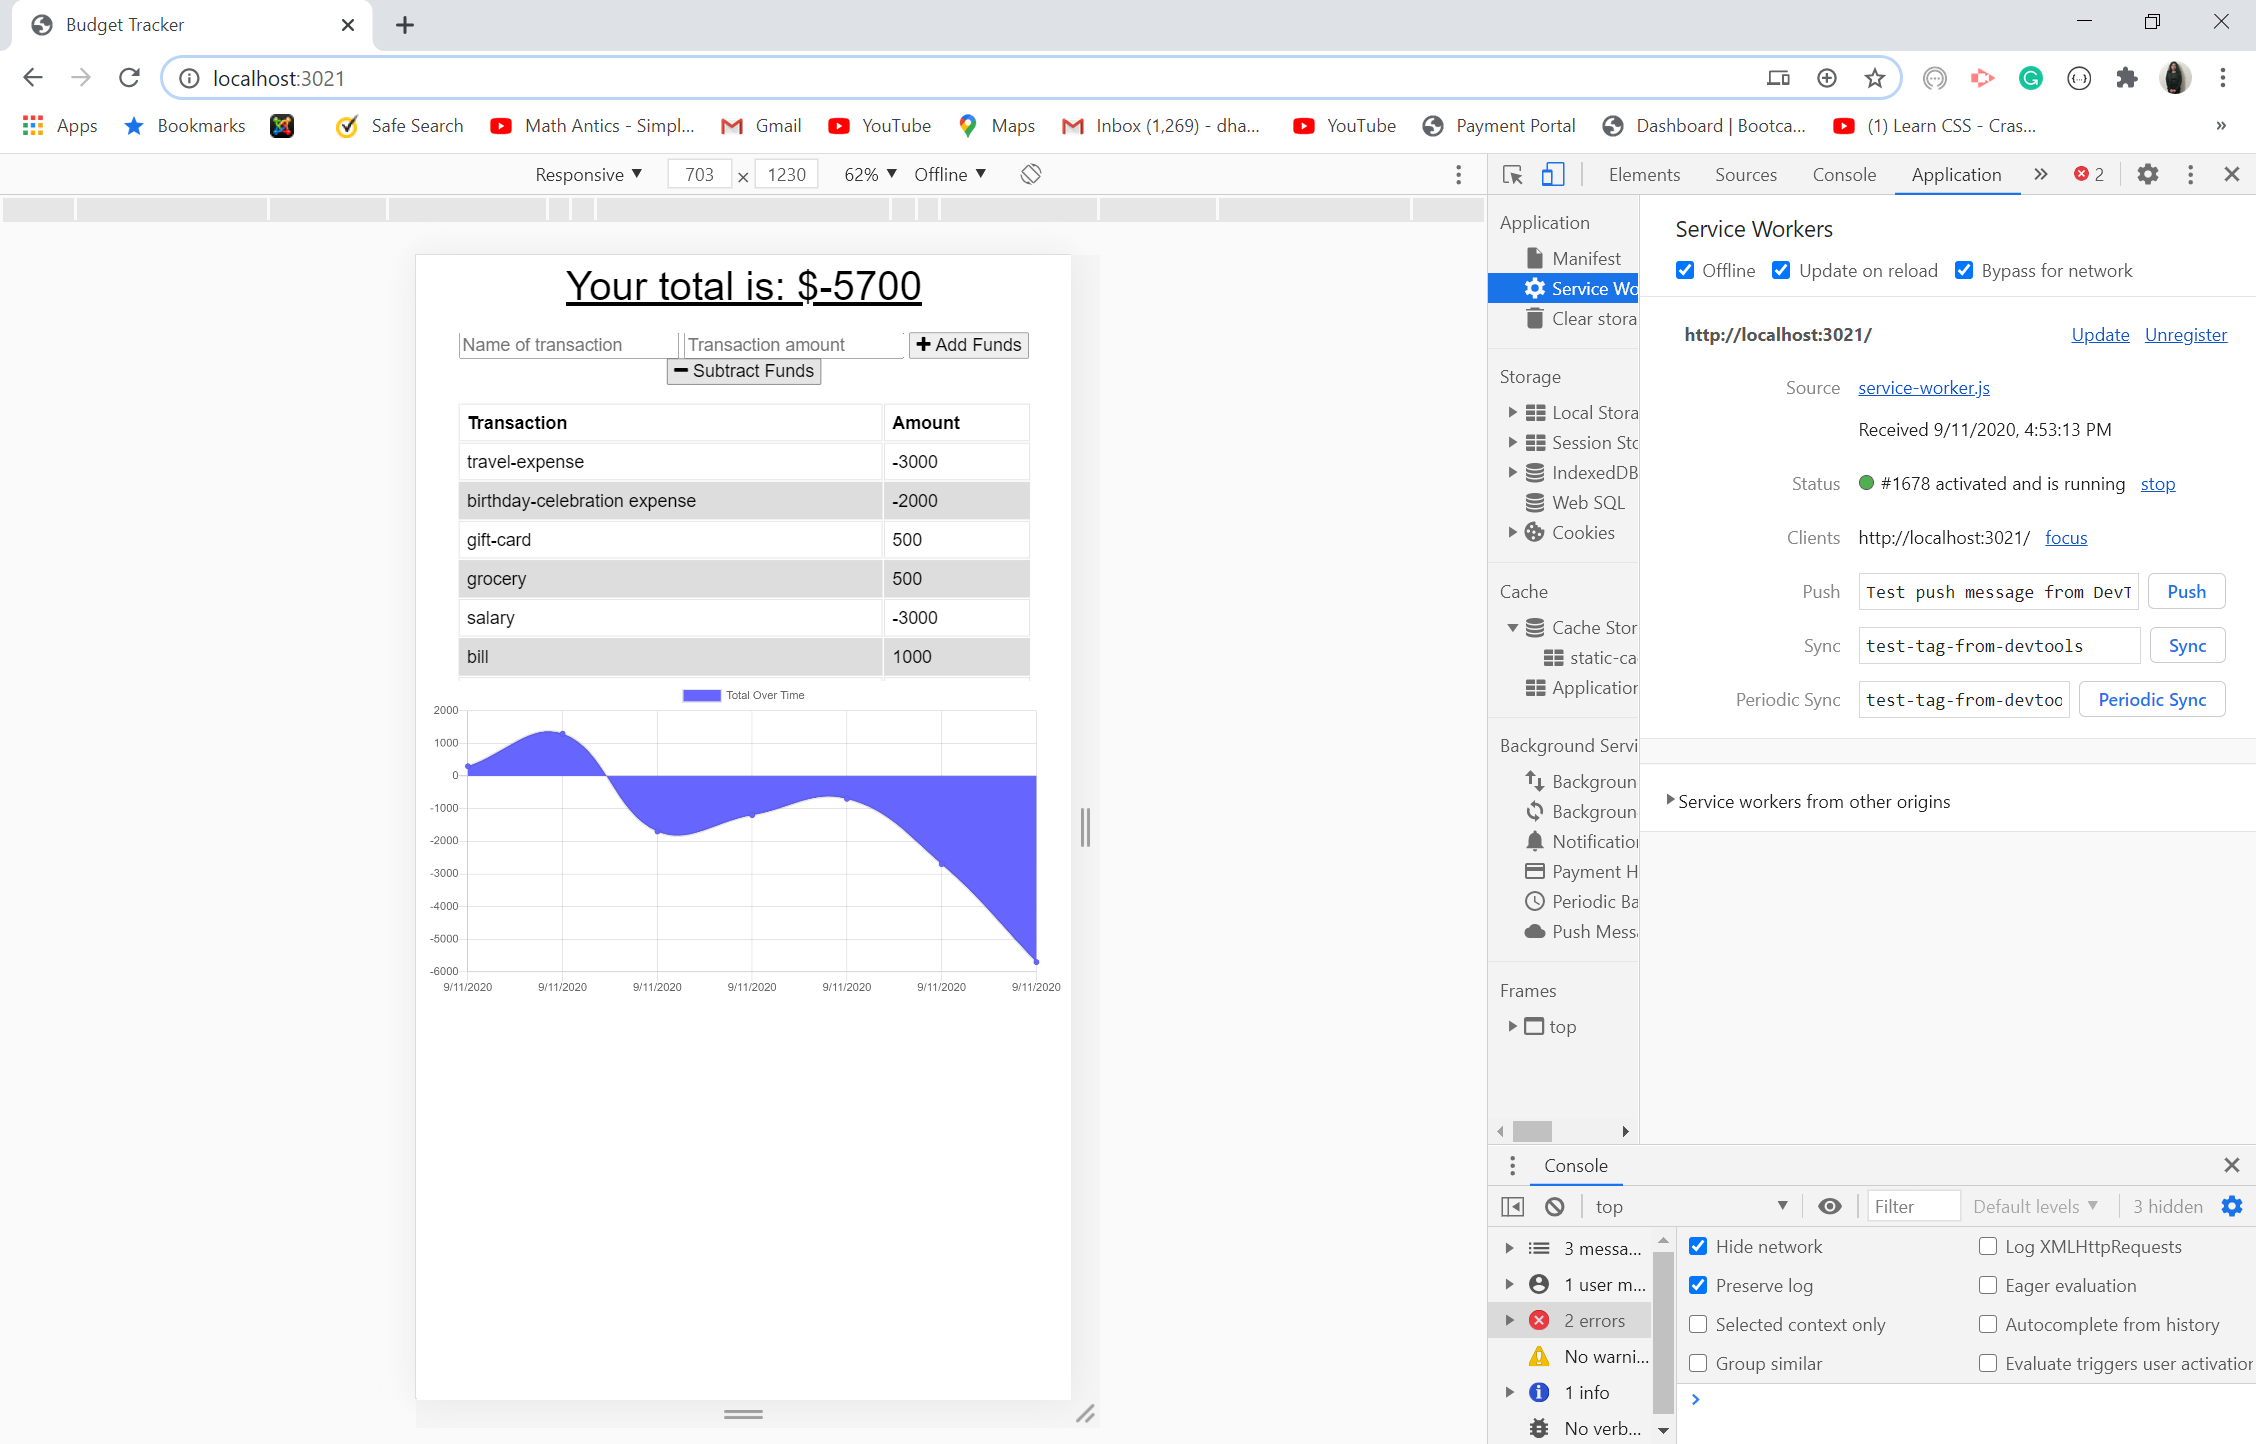 Budget Tracker
localhost:3021
Apps
Bookmarks
Safe Search
Math Antics - Simpl...
Gmail
YouTube
Maps
Inbox (1,269) - dha...
YouTube
Payment Portal
Dashboard | Bootca...
(1) Learn CSS - Cras...
»
Responsive ▼ 703 × 1230 62% ▼ Offline ▼
Your total is: $-5700
Name of transaction Transaction amount Add Funds
Subtract Funds
Transaction Amount
travel-expense -3000
birthday-celebration expense -2000
gift-card 500
grocery 500
salary -3000
bill 1000
Total Over Time
2000
1000
0
-1000
-2000
-3000
-4000
-5000
-6000
9/11/2020 9/11/2020 9/11/2020 9/11/2020 9/11/2020 9/11/2020 9/11/2020
Elements Sources Console Application » 2
Application
Manifest
Service Wo
Clear stora
Storage
Local Stora
Session Sto
IndexedDB
Web SQL
Cookies
Cache
Cache Stor
static-ca
Application
Background Servi
Backgroun
Backgroun
Notification
Payment H
Periodic Ba
Push Messa
Frames
top
Service Workers
Offline Update on reload Bypass for network
http://localhost:3021/ Update Unregister
Source service-worker.js
Received 9/11/2020, 4:53:13 PM
Status #1678 activated and is running stop
Clients http://localhost:3021/ focus
Push Test push message from DevT Push
Sync test-tag-from-devtools Sync
Periodic Sync test-tag-from-devtoo Periodic Sync
Service workers from other origins
Console
top Filter Default levels ▼ 3 hidden
3 messa...
1 user m...
2 errors
No warni...
1 info
No verb...
Hide network Log XMLHttpRequests
Preserve log Eager evaluation
Selected context only Autocomplete from history
Group similar Evaluate triggers user activation